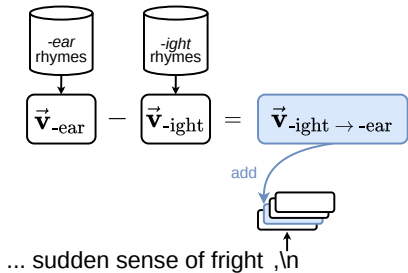 -ear -ight
rhymes rhymes
v⃗-ear − v⃗-ight = v⃗-ight → -ear
add
... sudden sense of fright ,\n